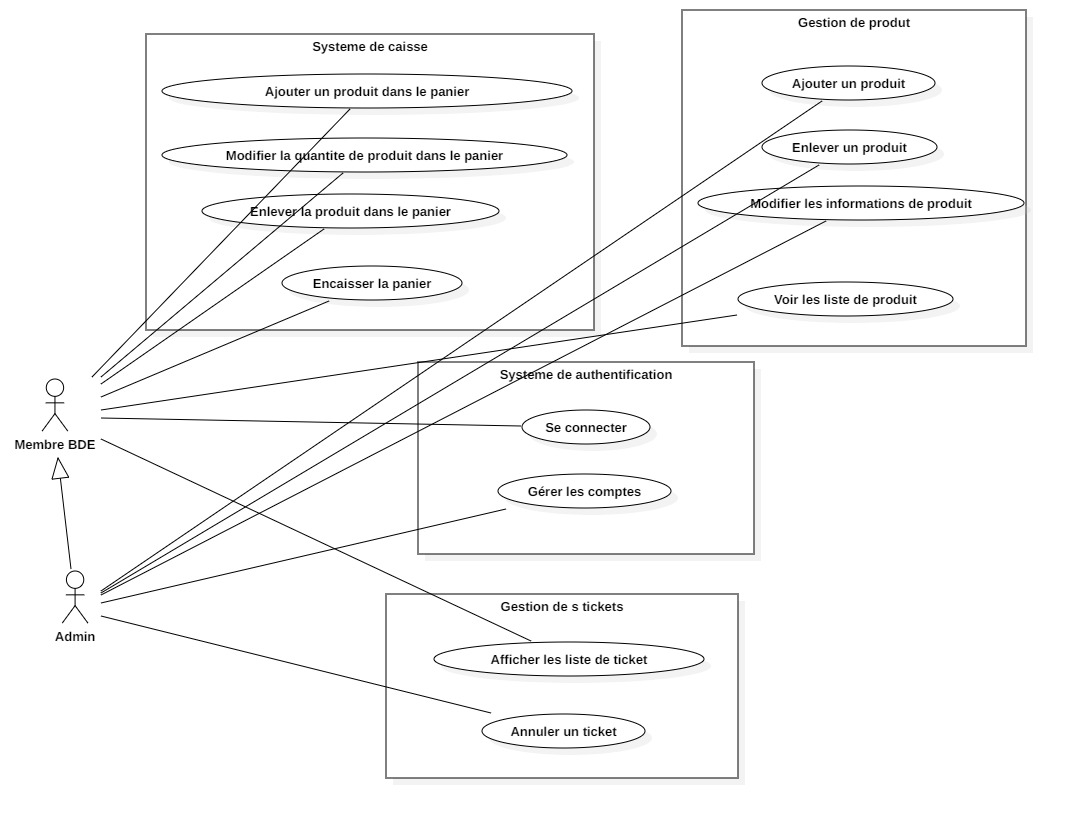 Systeme de caisse
Ajouter un produit dans le panier
Modifier la quantite de produit dans le panier
Enlever la produit dans le panier
Encaisser la panier
Gestion de produt
Ajouter un produit
Enlever un produit
Modifier les informations de produit
Voir les liste de produit
Systeme de authentification
Se connecter
Gérer les comptes
Membre BDE
Admin
Gestion de s tickets
Afficher les liste de ticket
Annuler un ticket